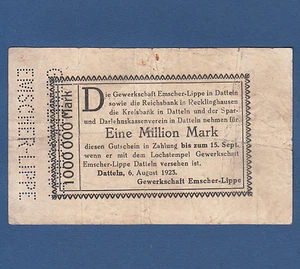 EMSCHER-LIPPE
1000000 Mark
Die Gewerkschaft Emscher-Lippe in Datteln
sowie die Reichsbank in Recklinghausen
die Kreisbank in Datteln und der Spar-
und Darlehnskassenverein in Datteln nehmen für
Eine Million Mark
diesen Gutschein in Zahlung bis zum 15. Sept.
wenn er mit dem Lochstempel Gewerkschaft
Emscher-Lippe Datteln versehen ist.
Datteln, 6. August 1923.
Gewerkschaft Emscher-Lippe